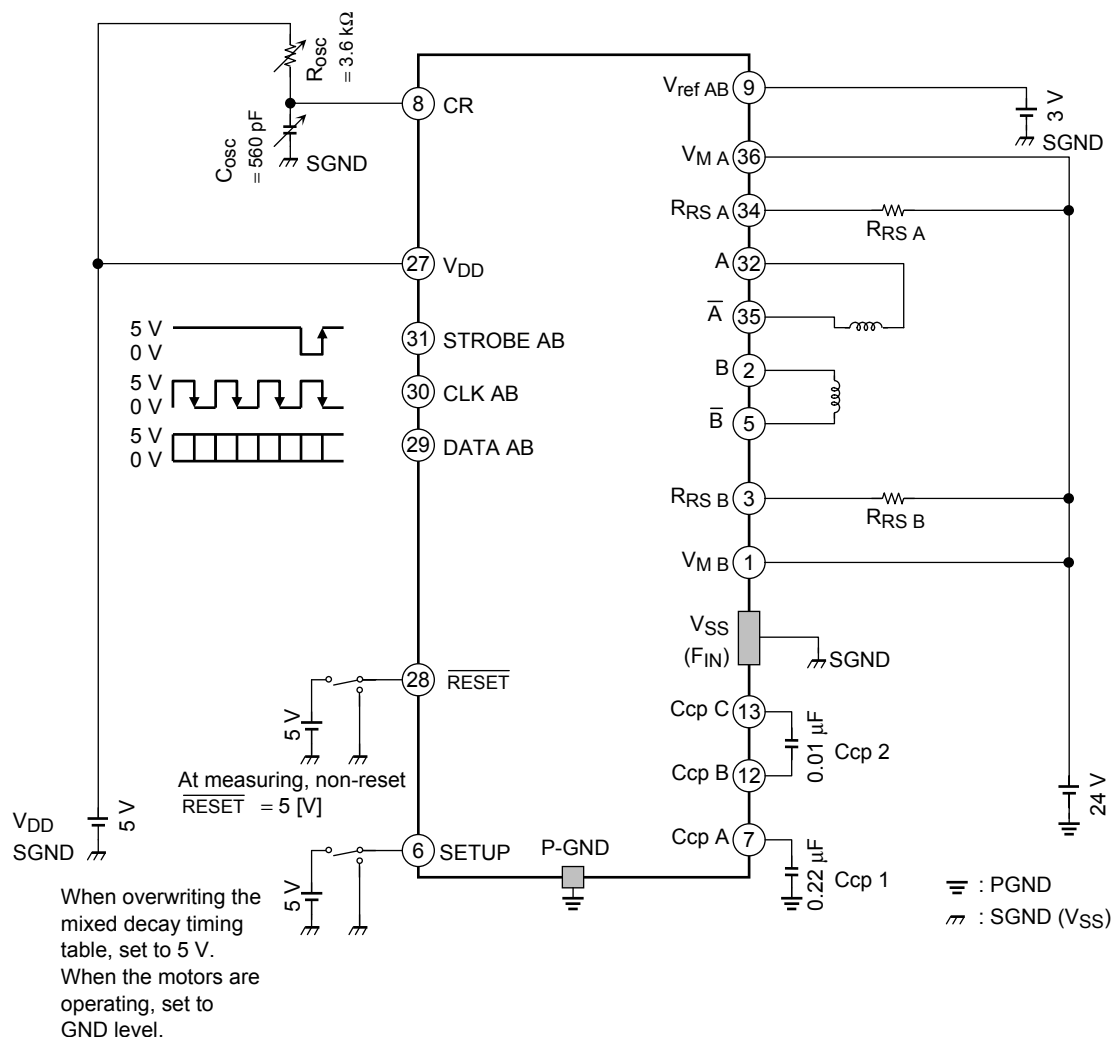 Rosc
= 3.6 kΩ
Cosc
= 560 pF
SGND
8
CR
27
VDD
5 V
0 V
31
STROBE AB
5 V
0 V
30
CLK AB
5 V
0 V
29
DATA AB
28
RESET
5 V
At measuring, non-reset
RESET = 5 [V]
VDD
5 V
SGND
6
SETUP
5 V
When overwriting the
mixed decay timing
table, set to 5 V.
When the motors are
operating, set to
GND level.
P-GND
Vref AB
9
3 V
SGND
VM A
36
RRS A
34
RRS A
A
32
A
35
B
2
B
5
RRS B
3
RRS B
VM B
1
VSS
(FIN)
SGND
Ccp C
13
0.01 µF
Ccp 2
Ccp B
12
Ccp A
7
0.22 µF
Ccp 1
24 V
: PGND
: SGND (VSS)